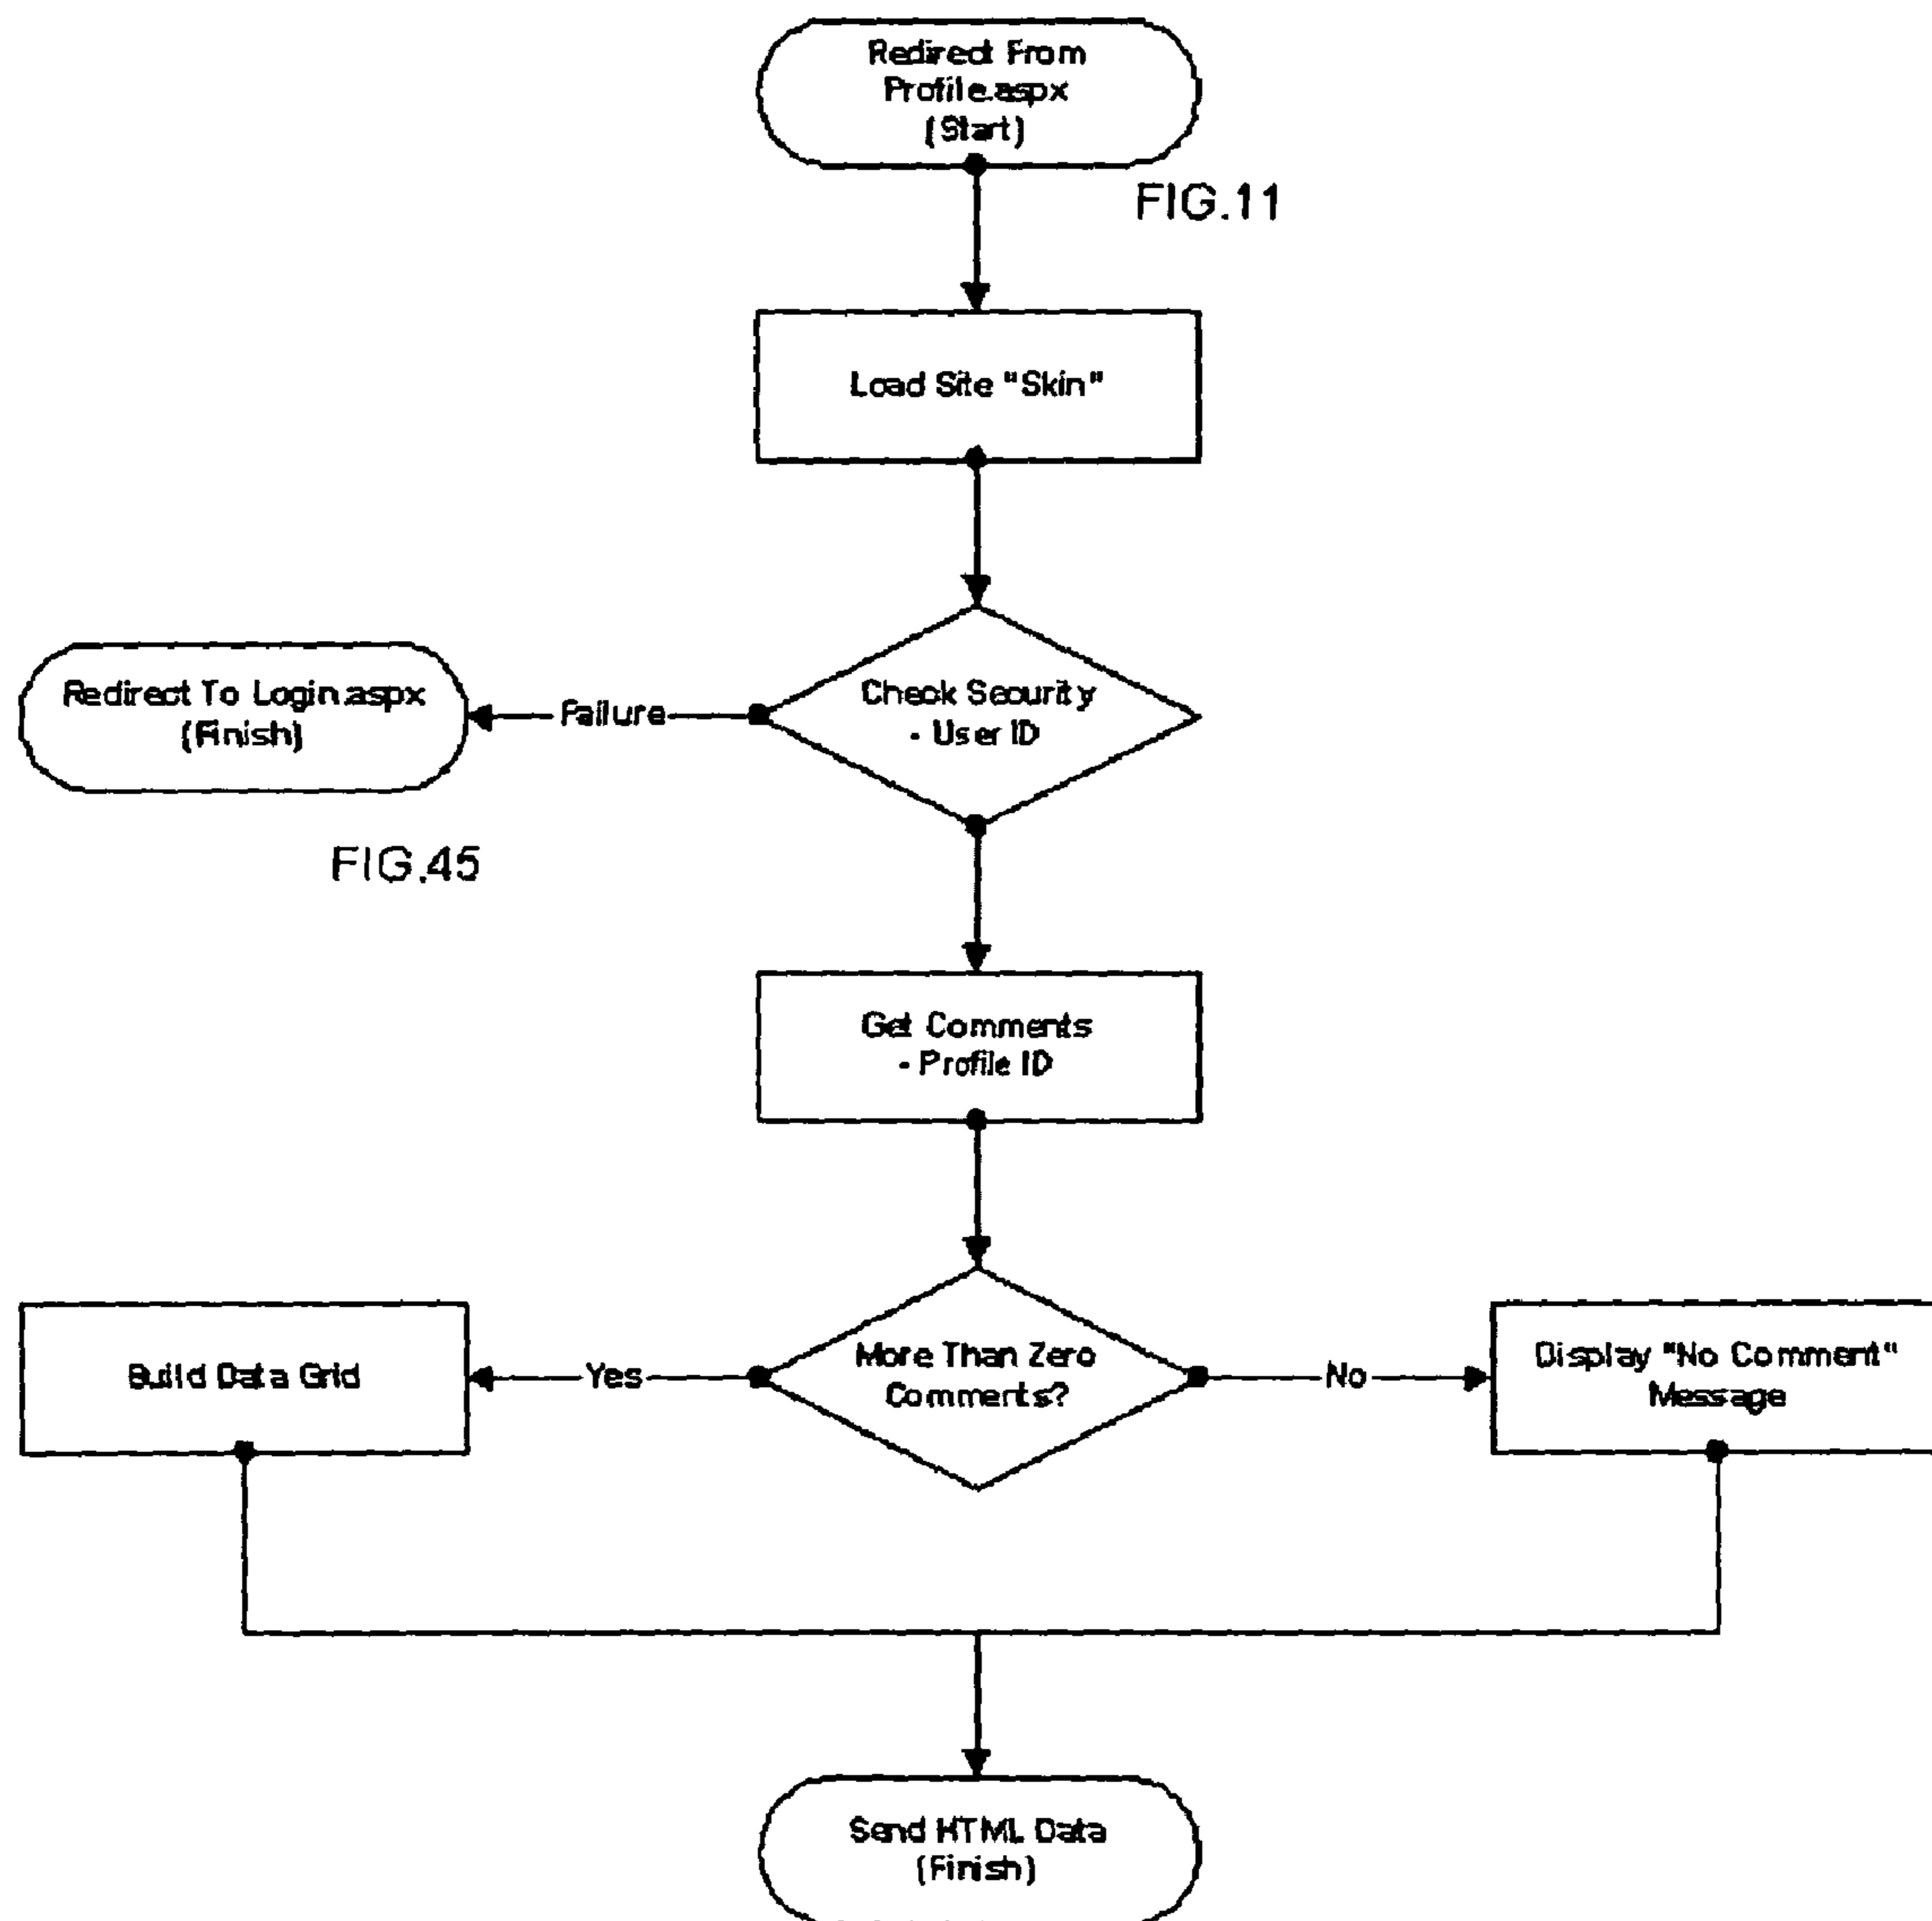 Redirect From
Profile.aspx
(Start)
FIG.11
Load Site "Skin"
Check Security
- User ID
Failure
Redirect To Login.aspx
(Finish)
FIG.45
Get Comments
- Profile ID
More Than Zero
Comments?
Yes
No
Build Data Grid
Display "No Comment"
Message
Send HTML Data
(Finish)